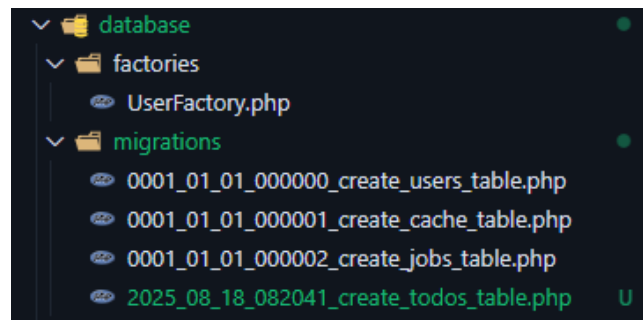 database
factories
UserFactory.php
migrations
0001_01_01_000000_create_users_table.php
0001_01_01_000001_create_cache_table.php
0001_01_01_000002_create_jobs_table.php
2025_08_18_082041_create_todos_table.php U